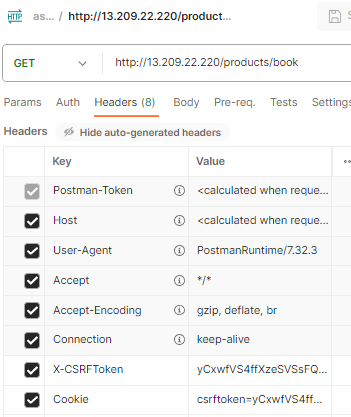 HTTP as... / http://13.209.22.220/product...
GET http://13.209.22.220/products/book
Params Auth Headers (8) Body Pre-req. Tests Settings
Headers Hide auto-generated headers
Key Value
Postman-Token <calculated when reque...
Host <calculated when reque...
User-Agent PostmanRuntime/7.32.3
Accept */*
Accept-Encoding gzip, deflate, br
Connection keep-alive
X-CSRFToken yCxwfVS4ffXzeSVSsFQ...
Cookie csrftoken=yCxwfVS4ff...